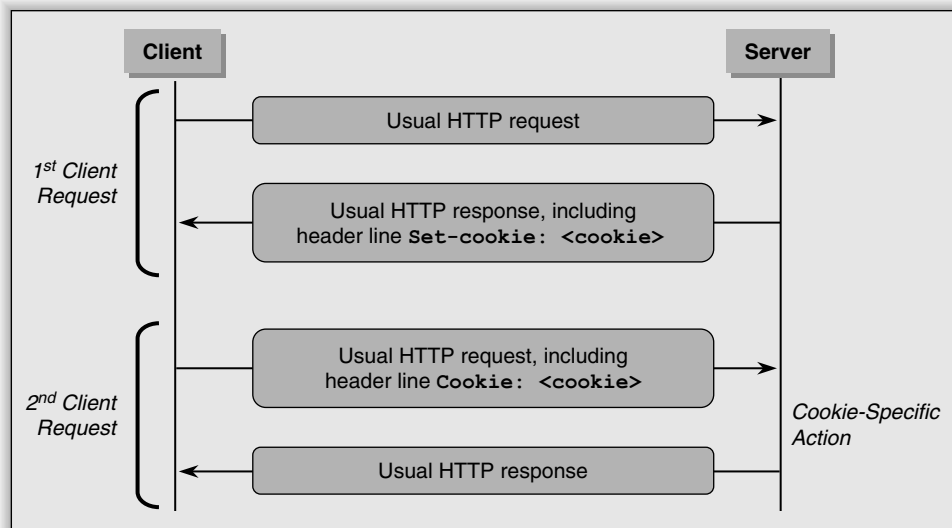 Client
Server
Usual HTTP request
1st Client
Request
Usual HTTP response, including
header line Set-cookie: <cookie>
Usual HTTP request, including
header line Cookie: <cookie>
2nd Client
Request
Cookie-Specific
Action
Usual HTTP response